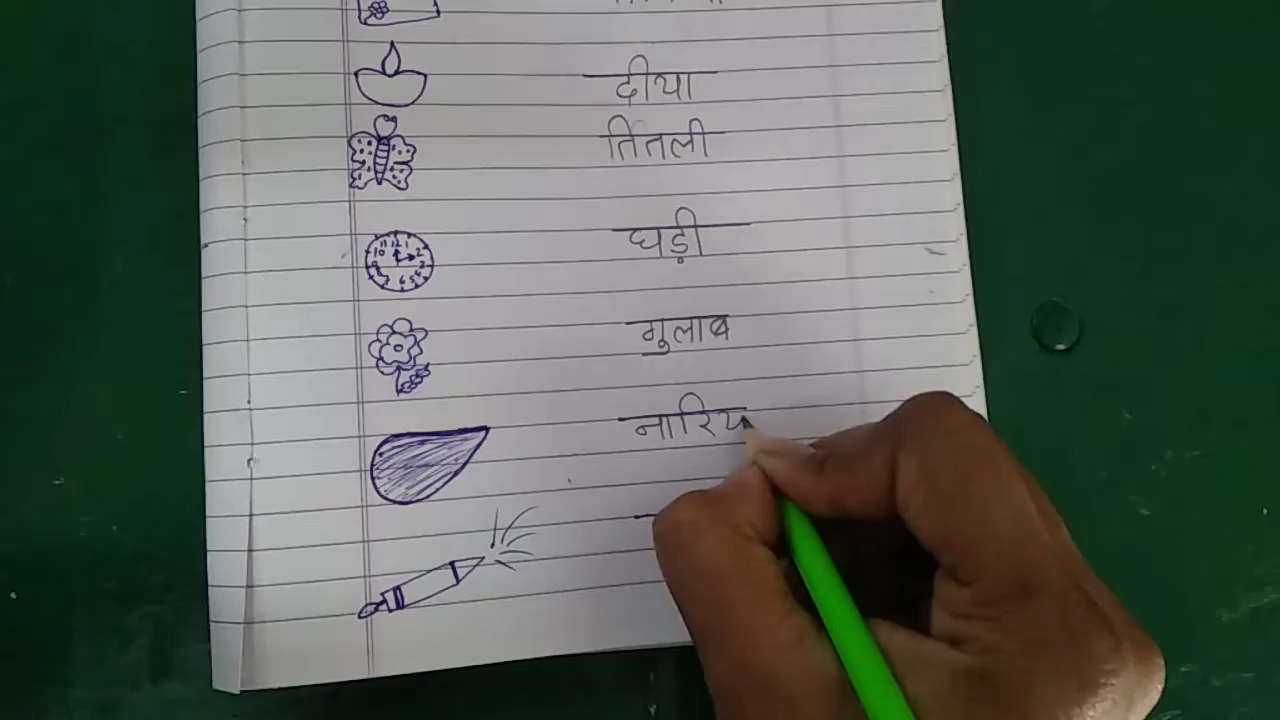 दीया
तितली
घड़ी
गुलाब
नारिय